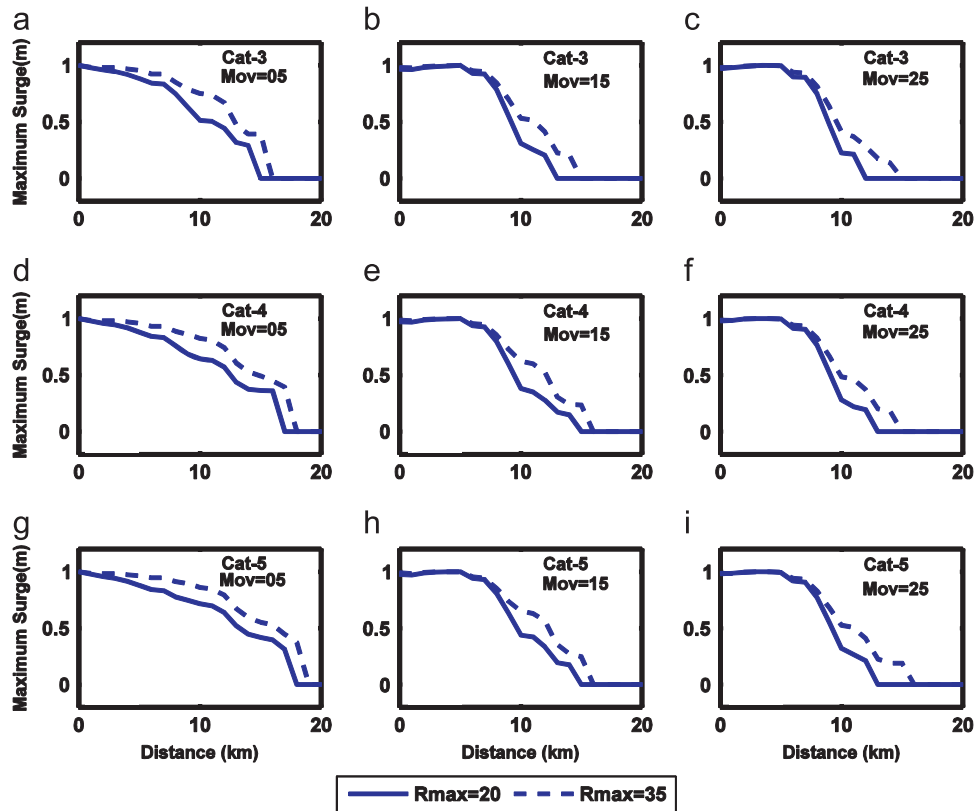 a
b
c
Maximum Surge(m)
1
0.5
0
Cat-3
Mov=05
Cat-3
Mov=15
Cat-3
Mov=25
0
10
20
0
10
20
0
10
20
d
e
f
Maximum Surge(m)
1
0.5
0
Cat-4
Mov=05
Cat-4
Mov=15
Cat-4
Mov=25
0
10
20
0
10
20
0
10
20
g
h
i
Maximum Surge(m)
1
0.5
0
Cat-5
Mov=05
Cat-5
Mov=15
Cat-5
Mov=25
0
10
20
0
10
20
0
10
20
Distance (km)
Distance (km)
Distance (km)
Rmax=20
Rmax=35